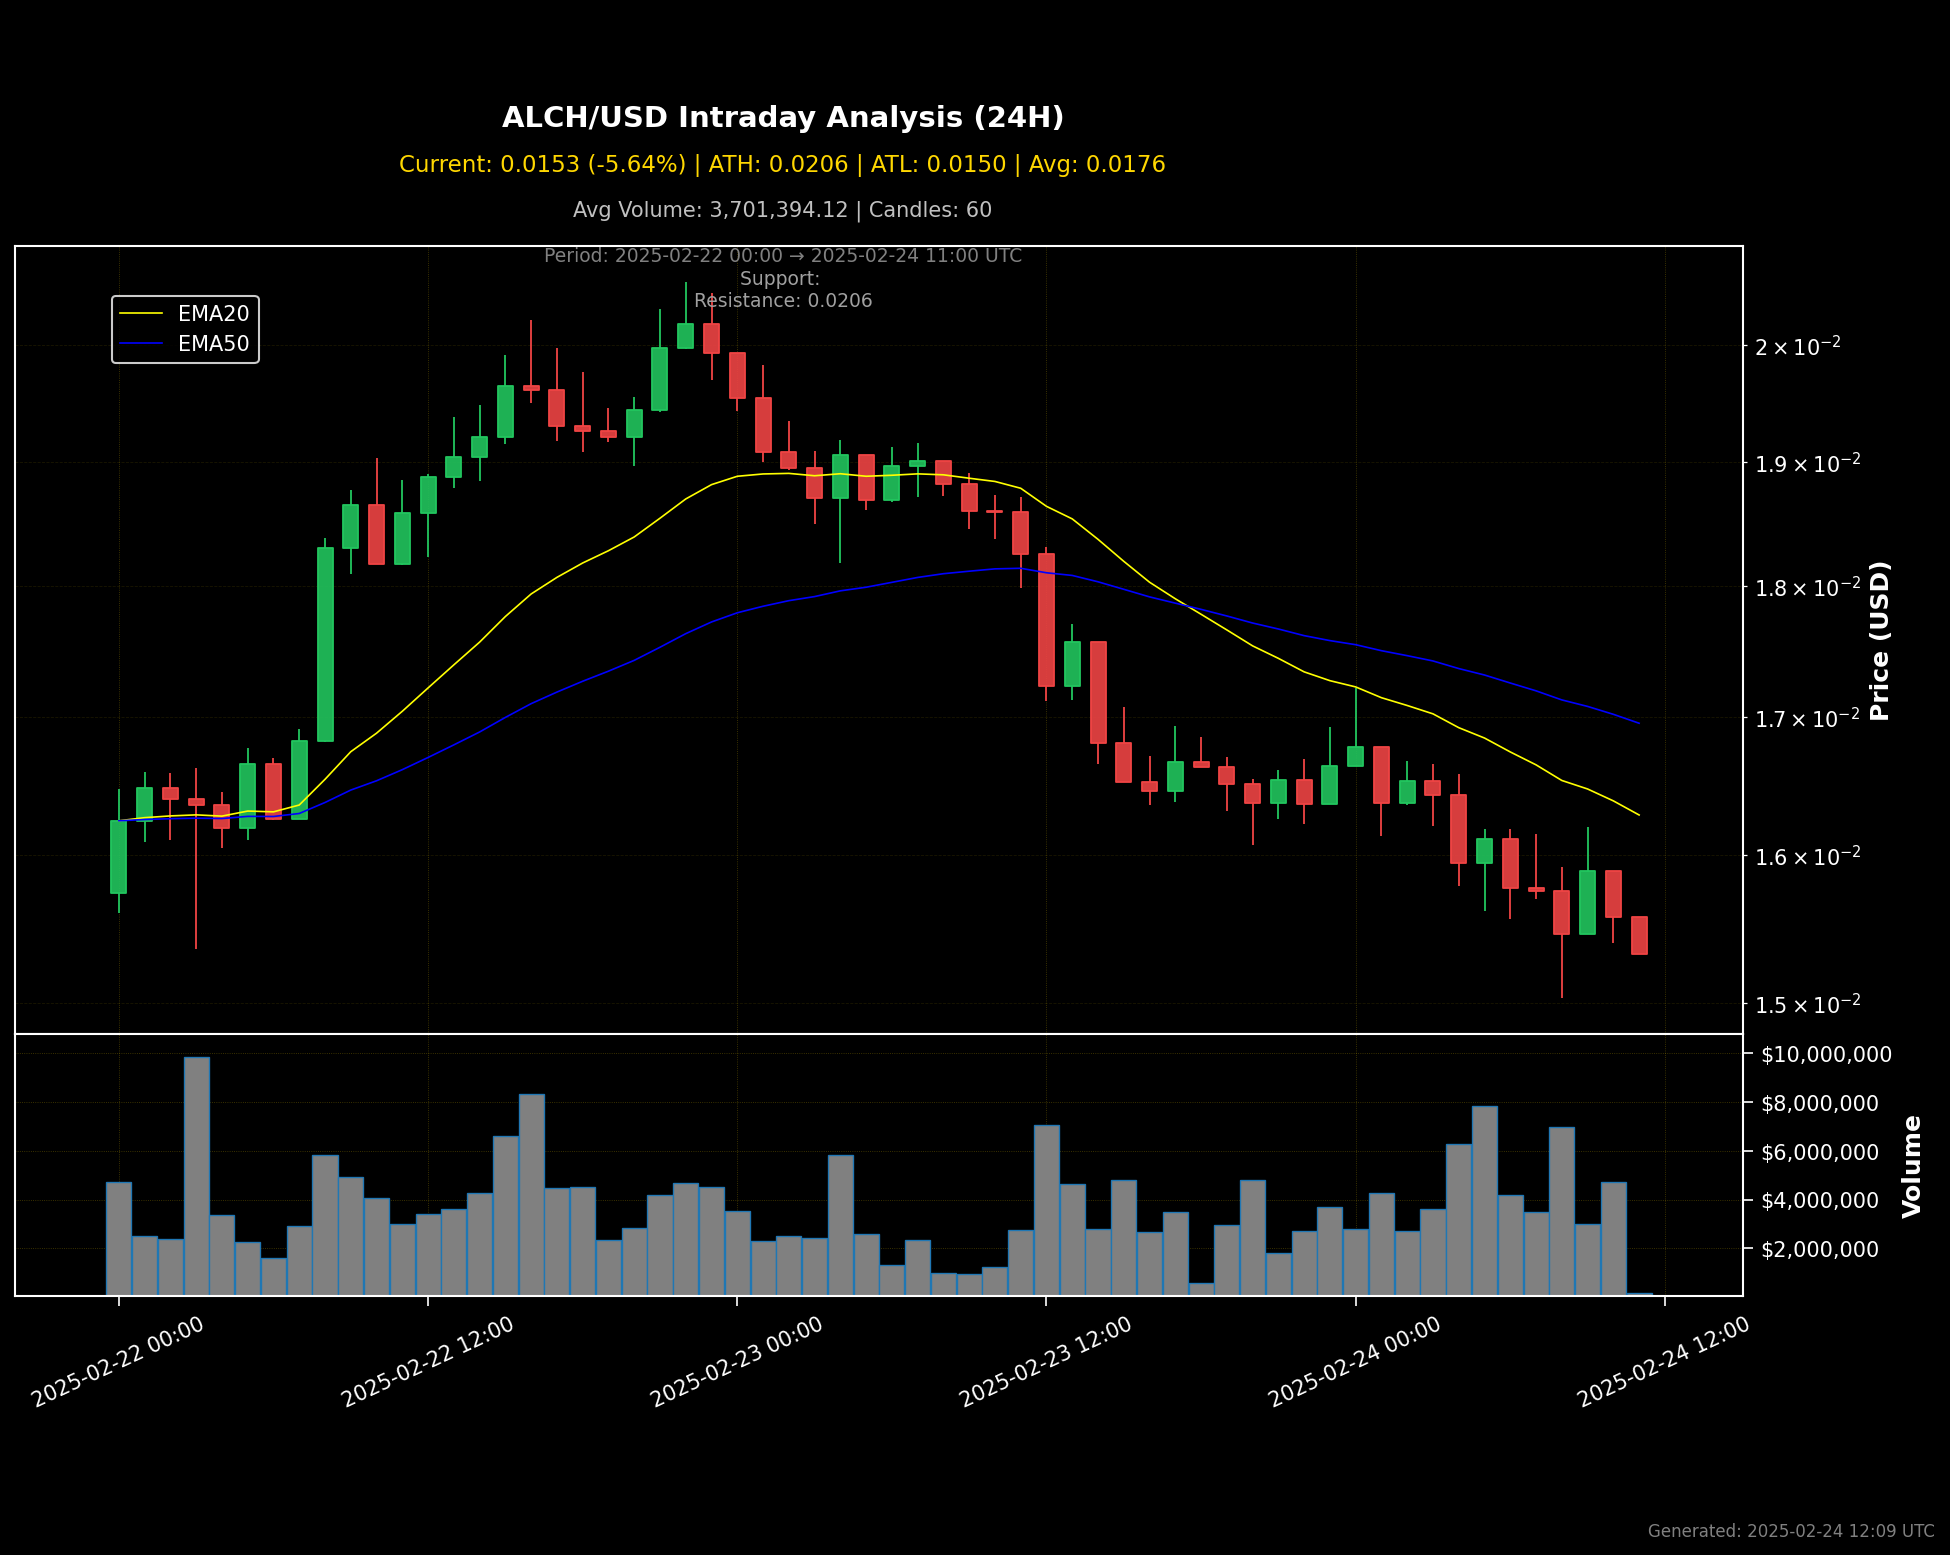 ALCH/USD Intraday Analysis (24H)
Current: 0.0153 (-5.64%) | ATH: 0.0206 | ATL: 0.0150 | Avg: 0.0176
Avg Volume: 3,701,394.12 | Candles: 60
Period: 2025-02-22 00:00 → 2025-02-24 11:00 UTC
Support:
Resistance: 0.0206
EMA20
EMA50
2 × 10⁻²
1.9 × 10⁻²
1.8 × 10⁻²
1.7 × 10⁻²
1.6 × 10⁻²
1.5 × 10⁻²
Price (USD)
$10,000,000
$8,000,000
$6,000,000
$4,000,000
$2,000,000
Volume
2025-02-22 00:00
2025-02-22 12:00
2025-02-23 00:00
2025-02-23 12:00
2025-02-24 00:00
2025-02-24 12:00
Generated: 2025-02-24 12:09 UTC